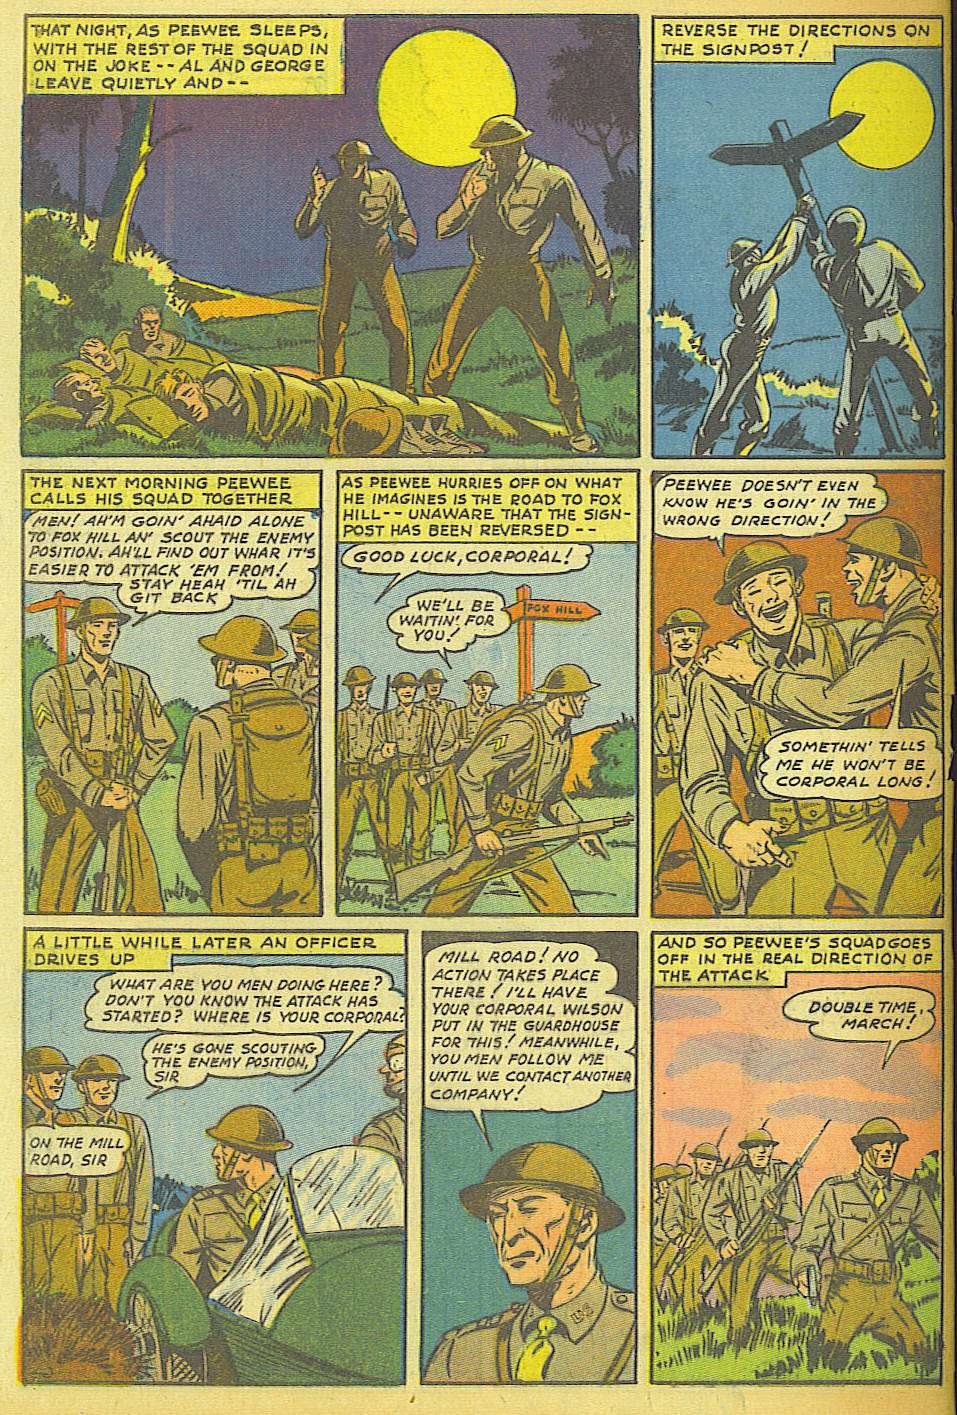 THAT NIGHT, AS PEEWEE SLEEPS,
WITH THE REST OF THE SQUAD IN
ON THE JOKE -- AL AND GEORGE
LEAVE QUIETLY AND --
REVERSE THE DIRECTIONS ON
THE SIGNPOST!
THE NEXT MORNING PEEWEE
CALLS HIS SQUAD TOGETHER
MEN! AH'M GOIN' AHAID ALONE
TO FOX HILL AN' SCOUT THE ENEMY
POSITION. AH'LL FIND OUT WHAR IT'S
EASIER TO ATTACK 'EM FROM!
STAY HEAH 'TIL AH
GIT BACK
AS PEEWEE HURRIES OFF ON WHAT
HE IMAGINES IS THE ROAD TO FOX
HILL -- UNAWARE THAT THE SIGN-
POST HAS BEEN REVERSED --
GOOD LUCK, CORPORAL!
WE'LL BE
WAITIN' FOR
YOU!
FOX HILL
PEEWEE DOESN'T EVEN
KNOW HE'S GOIN' IN THE
WRONG DIRECTION!
SOMETHIN' TELLS
ME HE WON'T BE
CORPORAL LONG!
A LITTLE WHILE LATER AN OFFICER
DRIVES UP
WHAT ARE YOU MEN DOING HERE?
DON'T YOU KNOW THE ATTACK HAS
STARTED? WHERE IS YOUR CORPORAL?
HE'S GONE SCOUTING
THE ENEMY POSITION,
SIR
ON THE MILL
ROAD, SIR
MILL ROAD! NO
ACTION TAKES PLACE
THERE! I'LL HAVE
YOUR CORPORAL WILSON
PUT IN THE GUARDHOUSE
FOR THIS! MEANWHILE,
YOU MEN FOLLOW ME
UNTIL WE CONTACT ANOTHER
COMPANY!
US
AND SO PEEWEE'S SQUAD GOES
OFF IN THE REAL DIRECTION OF
THE ATTACK
DOUBLE TIME,
MARCH!